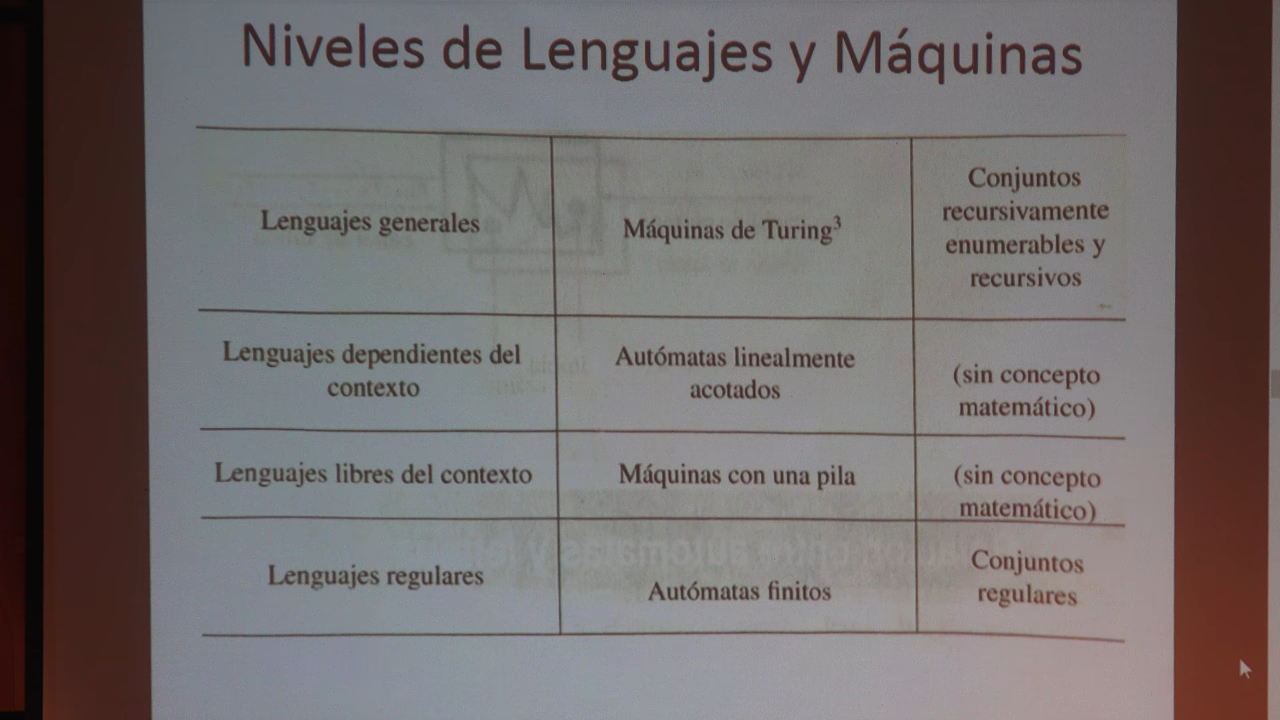 Niveles de Lenguajes y Máquinas
Lenguajes generales
Máquinas de Turing³
Conjuntos
recursivamente
enumerables y
recursivos
Lenguajes dependientes del
contexto
Autómatas linealmente
acotados
(sin concepto
matemático)
Lenguajes libres del contexto
Máquinas con una pila
(sin concepto
matemático)
Lenguajes regulares
Autómatas finitos
Conjuntos
regulares